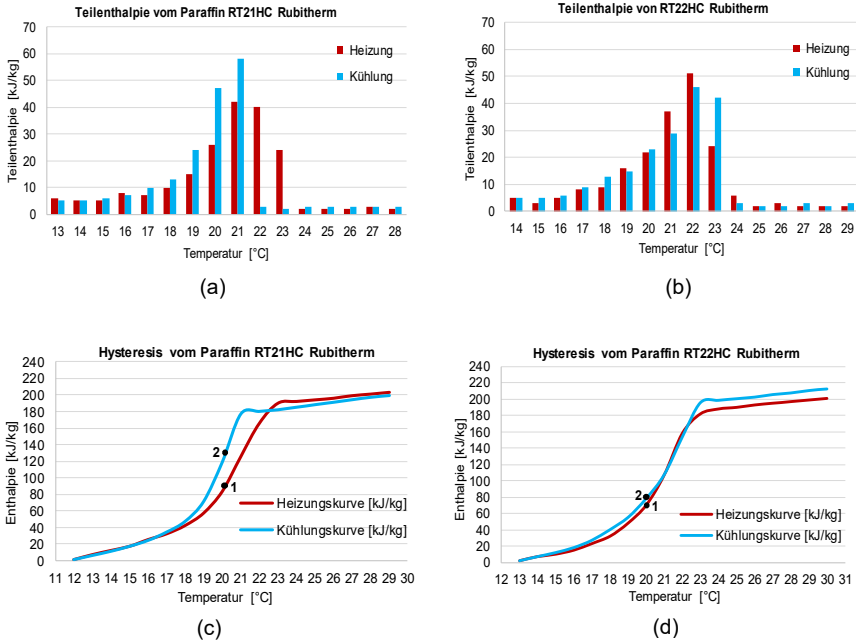 Teilenthalpie vom Paraffin RT21HC Rubitherm
Teilenthalpie [kJ/kg]
70
60
50
40
30
20
10
0
Heizung
Kühlung
13 14 15 16 17 18 19 20 21 22 23 24 25 26 27 28
Temperatur [°C]
(a)
Teilenthalpie von RT22HC Rubitherm
Teilenthalpie [kJ/kg]
70
60
50
40
30
20
10
0
Heizung
Kühlung
14 15 16 17 18 19 20 21 22 23 24 25 26 27 28 29
Temperatur [°C]
(b)
Hysteresis vom Paraffin RT21HC Rubitherm
Enthalpie [kJ/kg]
240
220
200
180
160
140
120
100
80
60
40
20
0
2
1
Heizungskurve [kJ/kg]
Kühlungskurve [kJ/kg]
11 12 13 14 15 16 17 18 19 20 21 22 23 24 25 26 27 28 29 30
Temperatur [°C]
(c)
Hysteresis vom Paraffin RT22HC Rubitherm
Enthalpie [kJ/kg]
240
220
200
180
160
140
120
100
80
60
40
20
0
2
1
Heizungskurve [kJ/kg]
Kühlungskurve [kJ/kg]
12 13 14 15 16 17 18 19 20 21 22 23 24 25 26 27 28 29 30 31
Temperatur [°C]
(d)